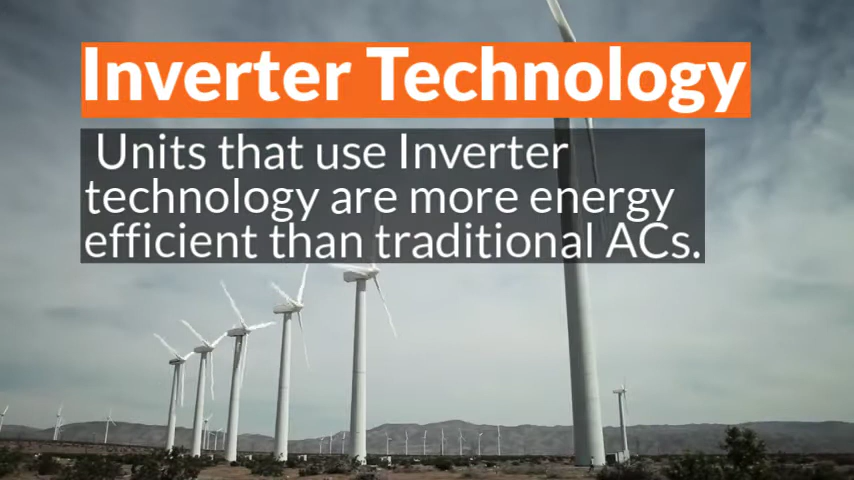 Inverter Technology
Units that use Inverter
technology are more energy
efficient than traditional ACs.